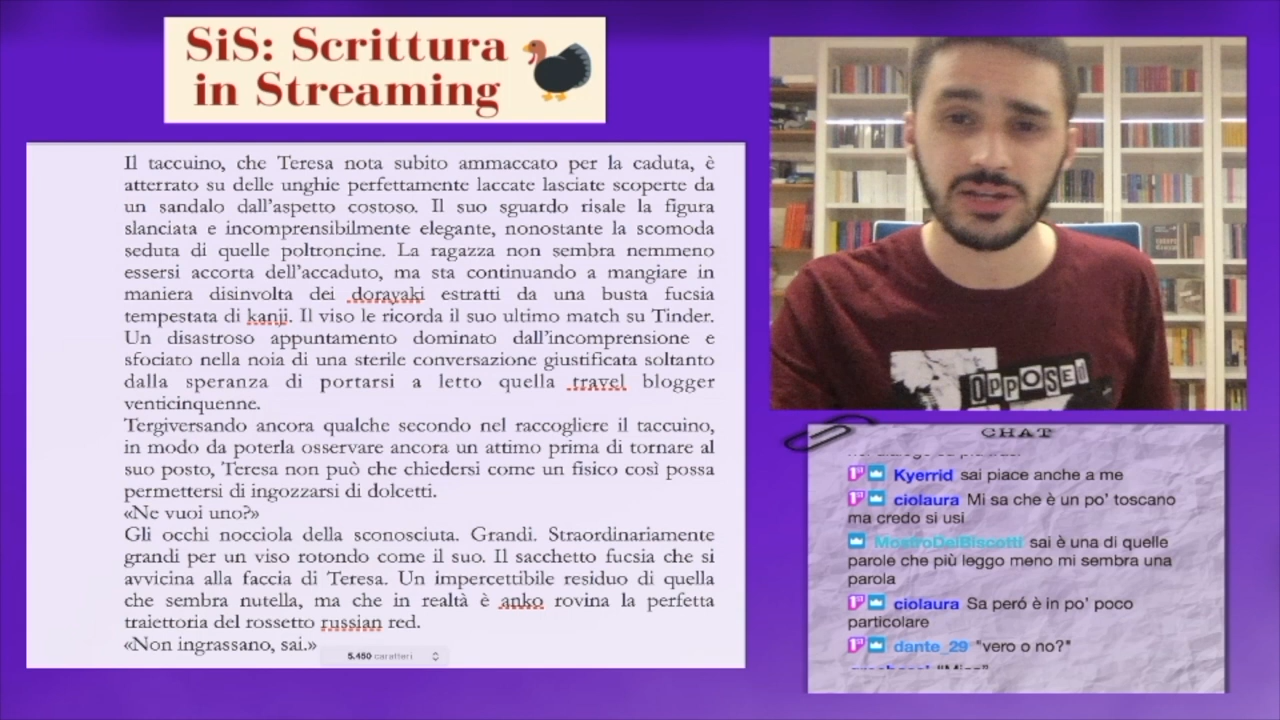 SiS: Scrittura
in Streaming
Il taccuino, che Teresa nota subito ammaccato per la caduta, è
atterrato su delle unghie perfettamente laccate lasciate scoperte da
un sandalo dall'aspetto costoso. Il suo sguardo risale la figura
slanciata e incomprensibilmente elegante, nonostante la scomoda
seduta di quelle poltroncine. La ragazza non sembra nemmeno
essersi accorta dell'accaduto, ma sta continuando a mangiare in
maniera disinvolta dei dorayaki estratti da una busta fucsia
tempestata di kanji. Il viso le ricorda il suo ultimo match su Tinder.
Un disastroso appuntamento dominato dall'incomprensione e
sfociato nella noia di una sterile conversazione giustificata soltanto
dalla speranza di portarsi a letto quella travel blogger
venticinquenne.
Tergiversando ancora qualche secondo nel raccogliere il taccuino,
in modo da poterla osservare ancora un attimo prima di tornare al
suo posto, Teresa non può che chiedersi come un fisico così possa
permettersi di ingozzarsi di dolcetti.
«Ne vuoi uno?»
Gli occhi nocciola della sconosciuta. Grandi. Straordinariamente
grandi per un viso rotondo come il suo. Il sacchetto fucsia che si
avvicina alla faccia di Teresa. Un impercettibile residuo di quella
che sembra nutella, ma che in realtà è anko rovina la perfetta
traiettoria del rossetto russian red.
«Non ingrassano, sai.»
5.450 caratteri
OPPOSED
CHAT
Kyerrid sai piace anche a me
ciolaura Mi sa che è un po' toscano
ma credo si usi
MostroDeiBiscotti sai è una di quelle
parole che più leggo meno mi sembra una
parola
ciolaura Sa peró è in po' poco
particolare
dante_29 "vero o no?"